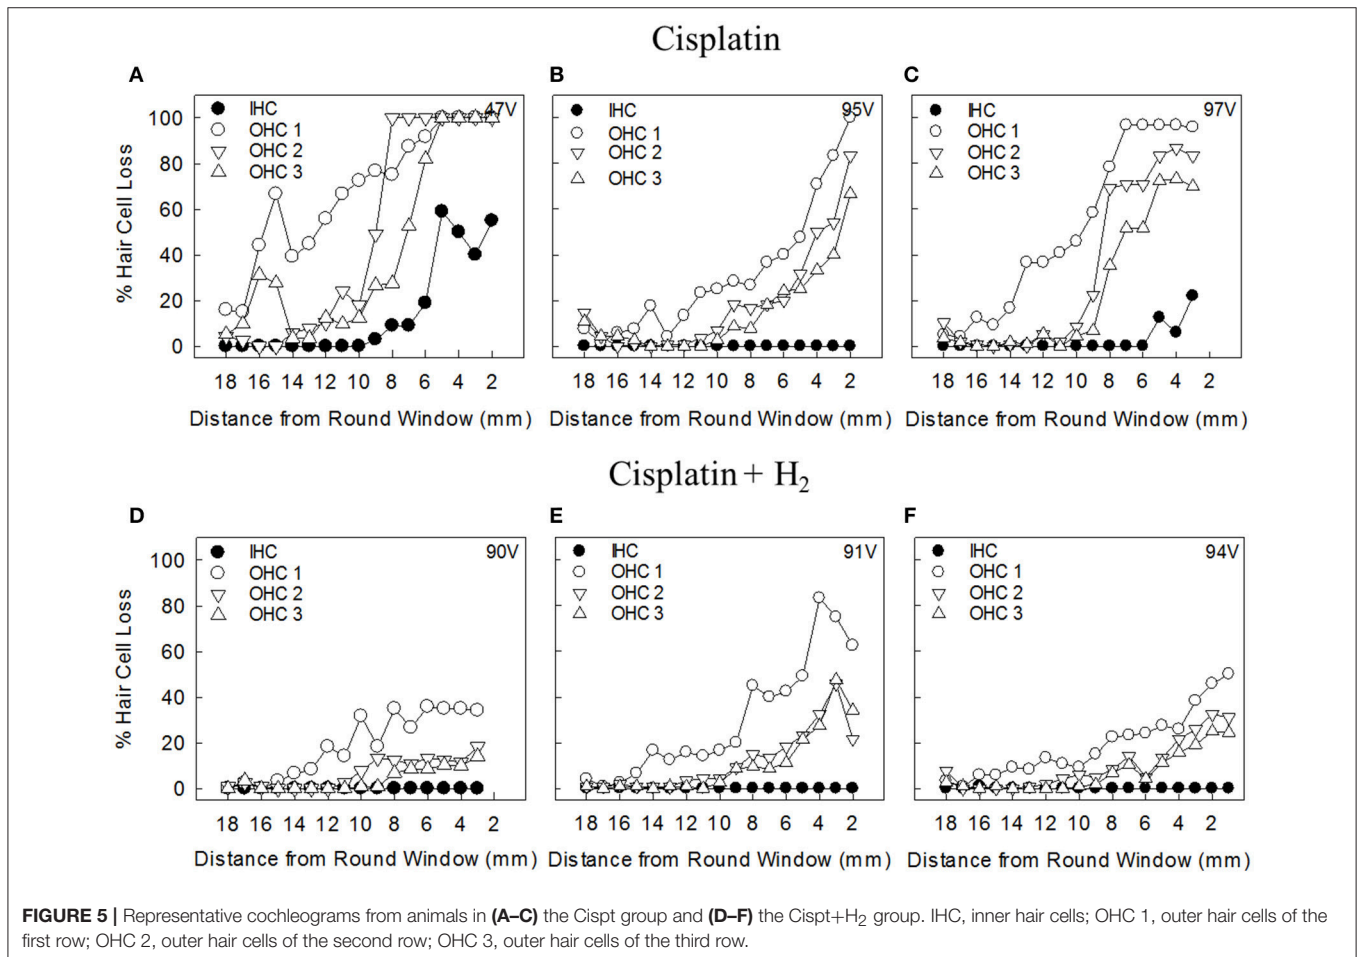 Cisplatin
A
B
C
IHC
OHC 1
OHC 2
OHC 3
47V
IHC
OHC 1
OHC 2
OHC 3
95V
IHC
OHC 1
OHC 2
OHC 3
97V
% Hair Cell Loss
100
80
60
40
20
0
18 16 14 12 10 8 6 4 2
18 16 14 12 10 8 6 4 2
18 16 14 12 10 8 6 4 2
Distance from Round Window (mm)
Distance from Round Window (mm)
Distance from Round Window (mm)
Cisplatin + H₂
D
E
F
IHC
OHC 1
OHC 2
OHC 3
90V
IHC
OHC 1
OHC 2
OHC 3
91V
IHC
OHC 1
OHC 2
OHC 3
94V
% Hair Cell Loss
100
80
60
40
20
0
18 16 14 12 10 8 6 4 2
18 16 14 12 10 8 6 4 2
18 16 14 12 10 8 6 4 2
Distance from Round Window (mm)
Distance from Round Window (mm)
Distance from Round Window (mm)
FIGURE 5 | Representative cochleograms from animals in (A–C) the Cispt group and (D–F) the Cispt+H₂ group. IHC, inner hair cells; OHC 1, outer hair cells of the
first row; OHC 2, outer hair cells of the second row; OHC 3, outer hair cells of the third row.